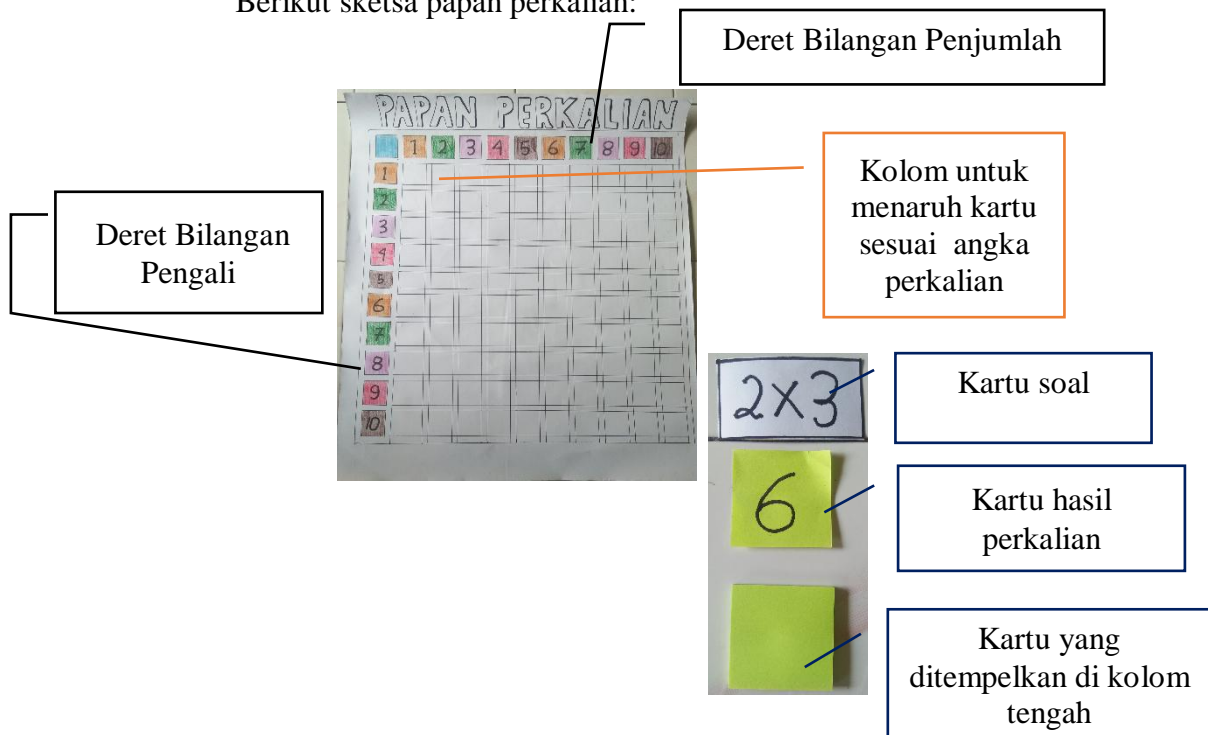 Berikut sketsa papan perkalian:
Deret Bilangan Penjumlah
PAPAN PERKALIAN
1 2 3 4 5 6 7 8 9 10
1
2
3
4
5
6
7
8
9
10
Deret Bilangan
Pengali
Kolom untuk
menaruh kartu
sesuai angka
perkalian
2X3
Kartu soal
6
Kartu hasil
perkalian
Kartu yang
ditempelkan di kolom
tengah